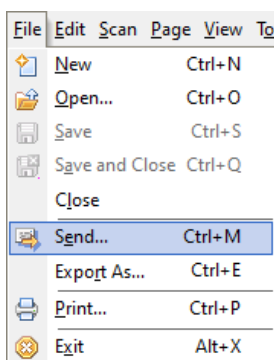 File Edit Scan Page View To
New Ctrl+N
Open... Ctrl+O
Save Ctrl+S
Save and Close Ctrl+Q
Close
Send... Ctrl+M
Export As... Ctrl+E
Print... Ctrl+P
Exit Alt+X